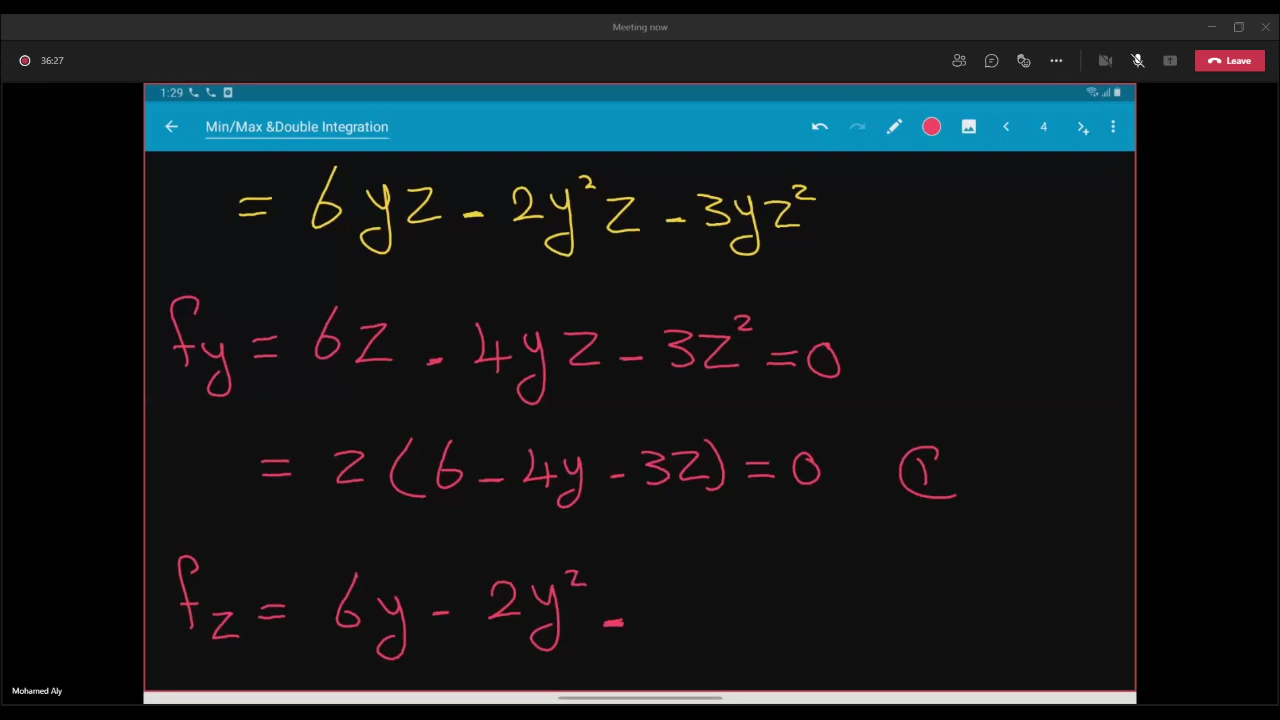 Meeting now
36:27
Leave
1:29
Min/Max &Double Integration
4
= 6yz - 2y²z - 3yz²
fy = 6z - 4yz - 3z² = 0
= z(6 - 4y - 3z) = 0 ①
fz = 6y - 2y² -
Mohamed Aly